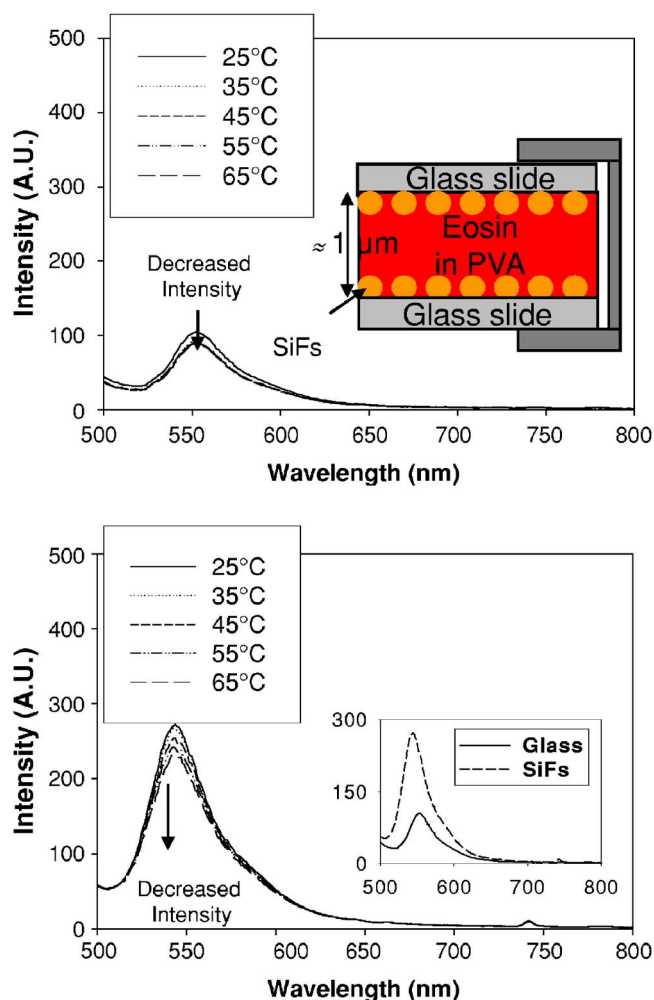 500
400
300
200
100
0
Intensity (A.U.)
25°C
35°C
45°C
55°C
65°C
Decreased
Intensity
Glass slide
≈ 1 μm
Eosin
in PVA
SiFs
Glass slide
500 550 600 650 700 750 800
Wavelength (nm)
500
400
300
200
100
0
Intensity (A.U.)
25°C
35°C
45°C
55°C
65°C
Decreased
Intensity
300
150
0
Glass
SiFs
500 600 700 800
500 550 600 650 700 750 800
Wavelength (nm)